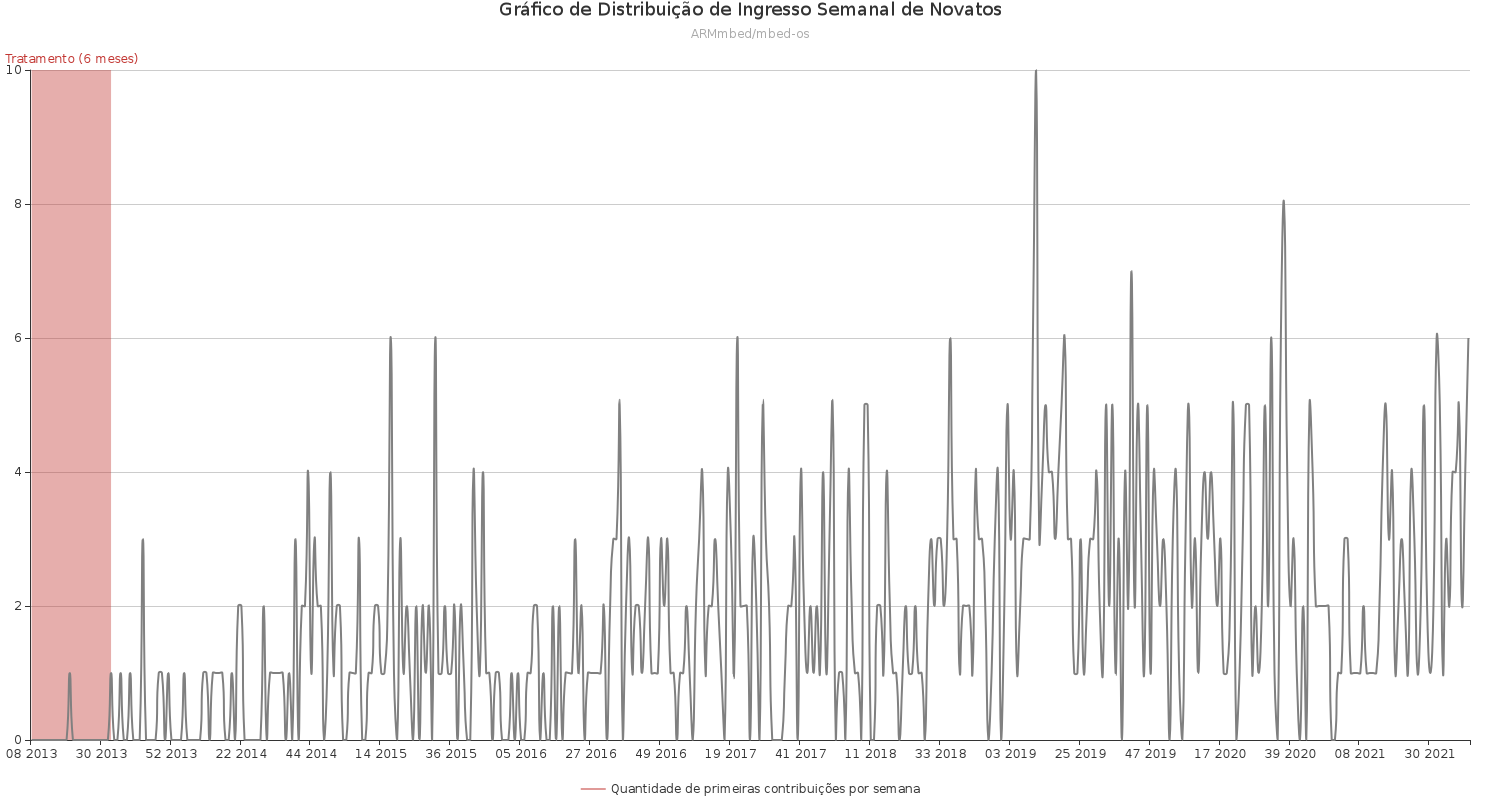 Gráfico de Distribuição de Ingresso Semanal de Novatos
ARMmbed/mbed-os
Tratamento (6 meses)
10
8
6
4
2
0
08 2013 30 2013 52 2013 22 2014 44 2014 14 2015 36 2015 05 2016 27 2016 49 2016 19 2017 41 2017 11 2018 33 2018 03 2019 25 2019 47 2019 17 2020 39 2020 08 2021 30 2021
Quantidade de primeiras contribuições por semana